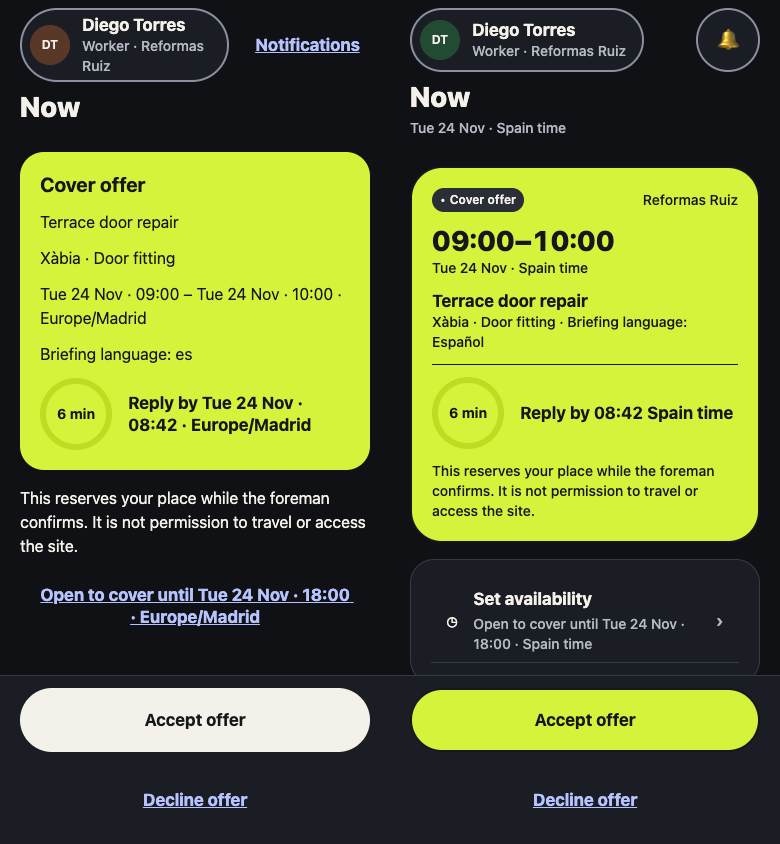 DT
Diego Torres
Worker · Reformas
Ruiz
Notifications
Now
Cover offer
Terrace door repair
Xàbia · Door fitting
Tue 24 Nov · 09:00 – Tue 24 Nov · 10:00 ·
Europe/Madrid
Briefing language: es
6 min
Reply by Tue 24 Nov ·
08:42 · Europe/Madrid
This reserves your place while the foreman
confirms. It is not permission to travel or access
the site.
Open to cover until Tue 24 Nov · 18:00
· Europe/Madrid
Accept offer
Decline offer
DT
Diego Torres
Worker · Reformas Ruiz
Now
Tue 24 Nov · Spain time
• Cover offer
Reformas Ruiz
09:00–10:00
Tue 24 Nov · Spain time
Terrace door repair
Xàbia · Door fitting · Briefing language:
Español
6 min
Reply by 08:42 Spain time
This reserves your place while the foreman
confirms. It is not permission to travel or
access the site.
Set availability
Open to cover until Tue 24 Nov ·
18:00 · Spain time
Accept offer
Decline offer